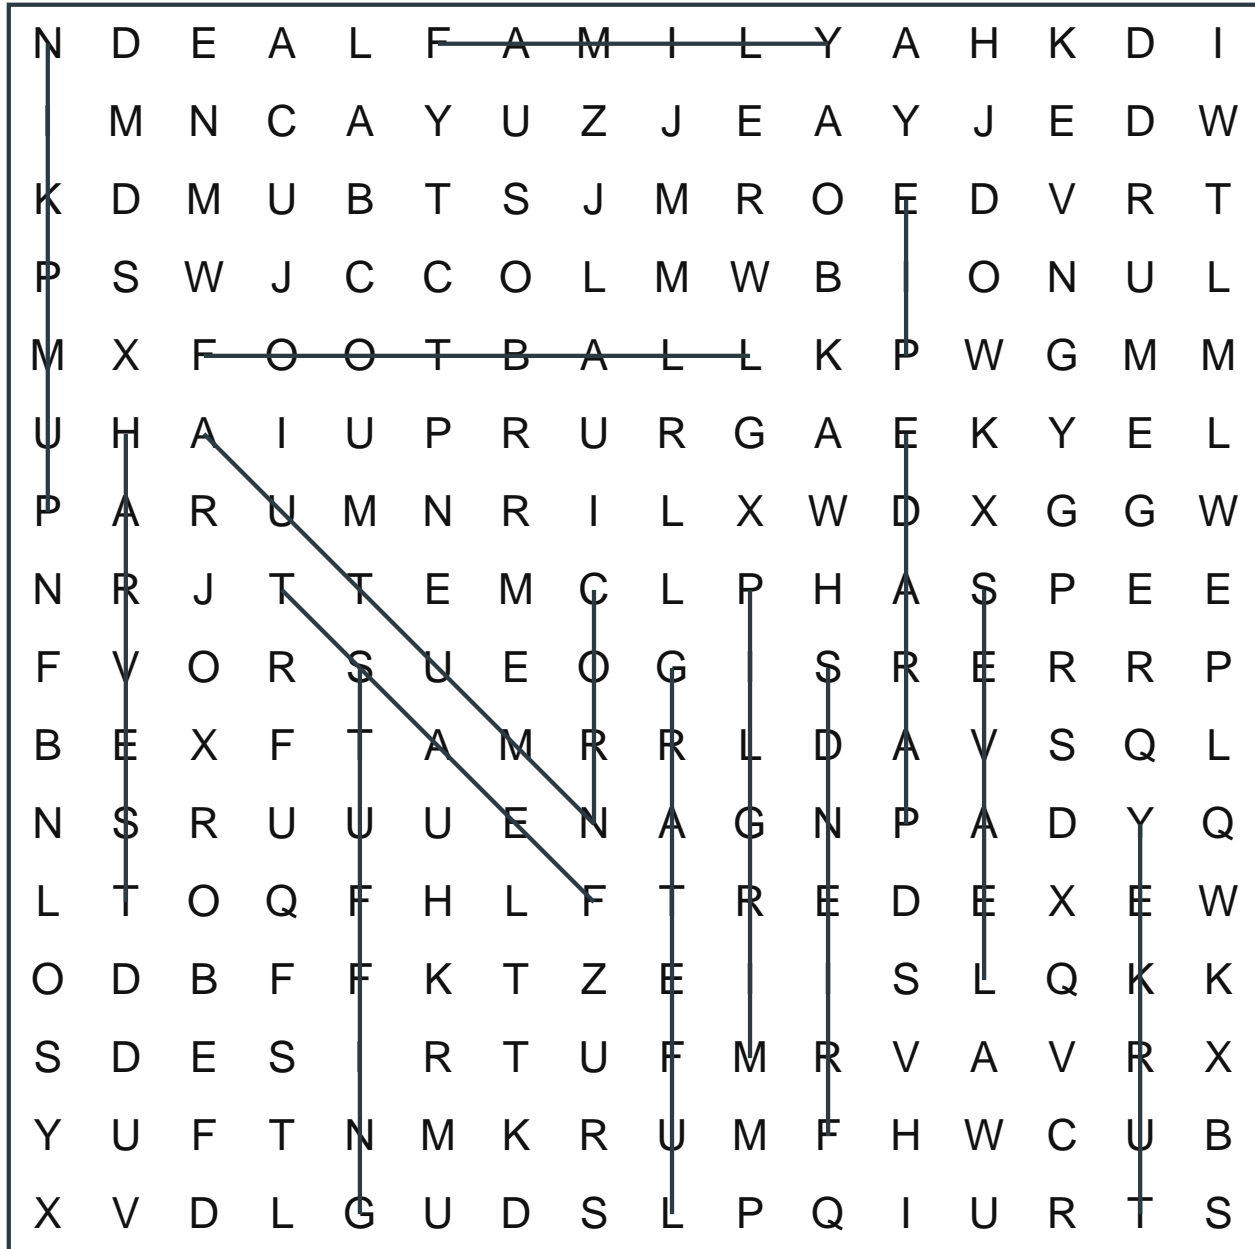 N D E A L F A M I L Y A H K D I
I M N C A Y U Z J E A Y J E D W
K D M U B T S J M R O E D V R T
P S W J C C O L M W B I O N U L
M X F O O T B A L L K P W G M M
U H A I U P R U R G A E K Y E L
P A R U M N R I L X W D X G G W
N R J T T E M C L P H A S P E E
F V O R S U E O G I S R E R R P
B E X F T A M R R L D A V S Q L
N S R U U U E N A G N P A D Y Q
L T O Q F H L F T R E D E X E W
O D B F F K T Z E I I S L Q K K
S D E S I R T U F M R V A V R X
Y U F T N M K R U M F H W C U B
X V D L G U D S L P Q I U R T S